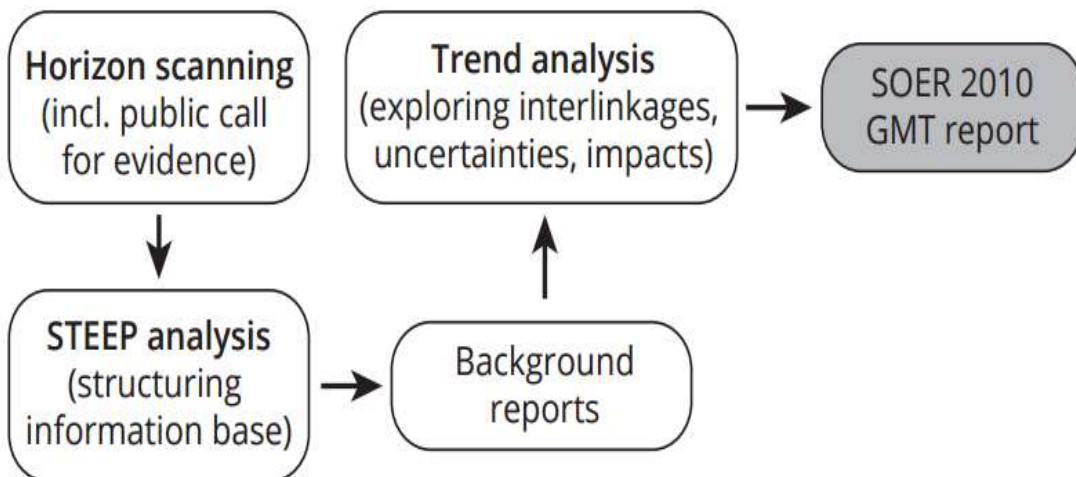 Horizon scanning
(incl. public call
for evidence)
STEEP analysis
(structuring
information base)
Background
reports
Trend analysis
(exploring interlinkages,
uncertainties, impacts)
SOER 2010
GMT report